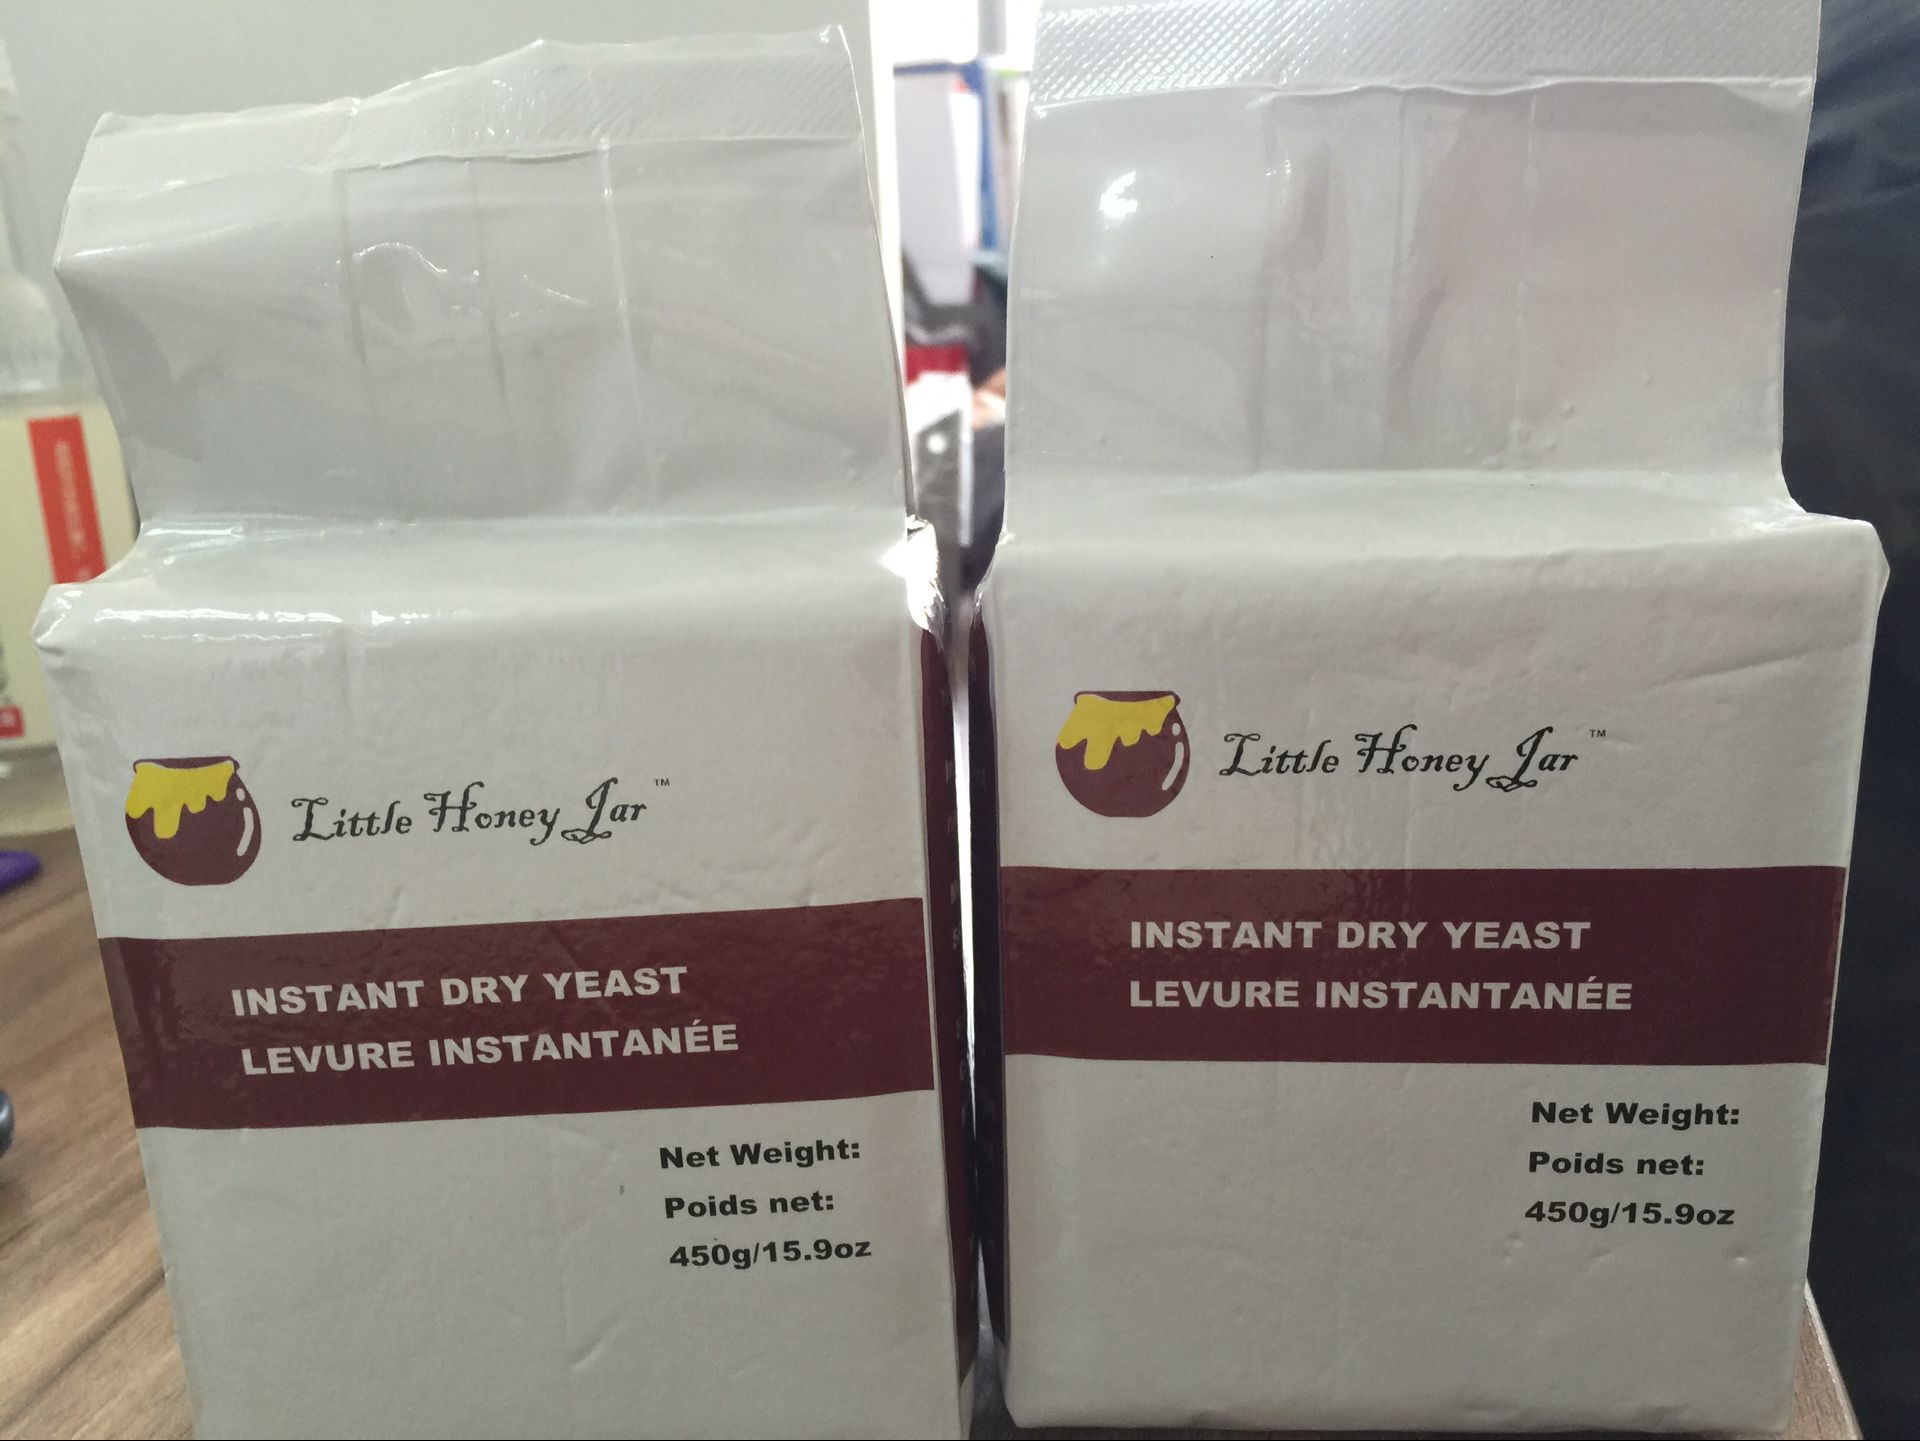 Little Honey Jar™
INSTANT DRY YEAST
LEVURE INSTANTANÉE
Net Weight:
Poids net:
450g/15.9oz
Little Honey Jar™
INSTANT DRY YEAST
LEVURE INSTANTANÉE
Net Weight:
Poids net:
450g/15.9oz